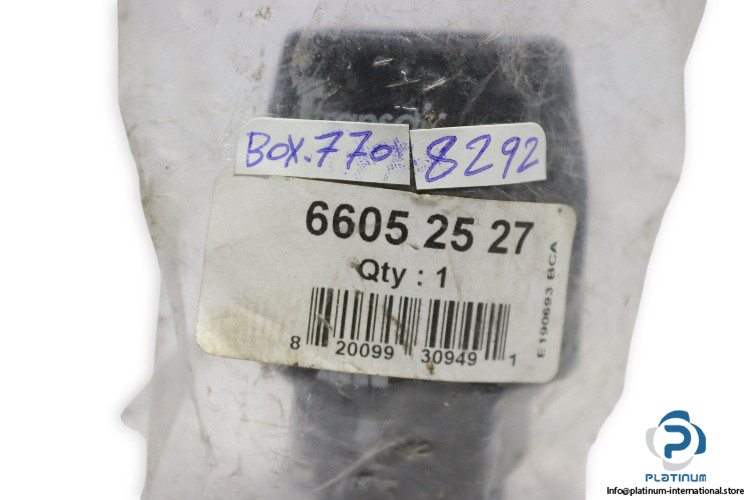 Transair
BOX.770 8292
6605 25 27
Qty : 1
8 20099 30949 1
E190693 BCA
PLATINUM
info@platinum-international.store